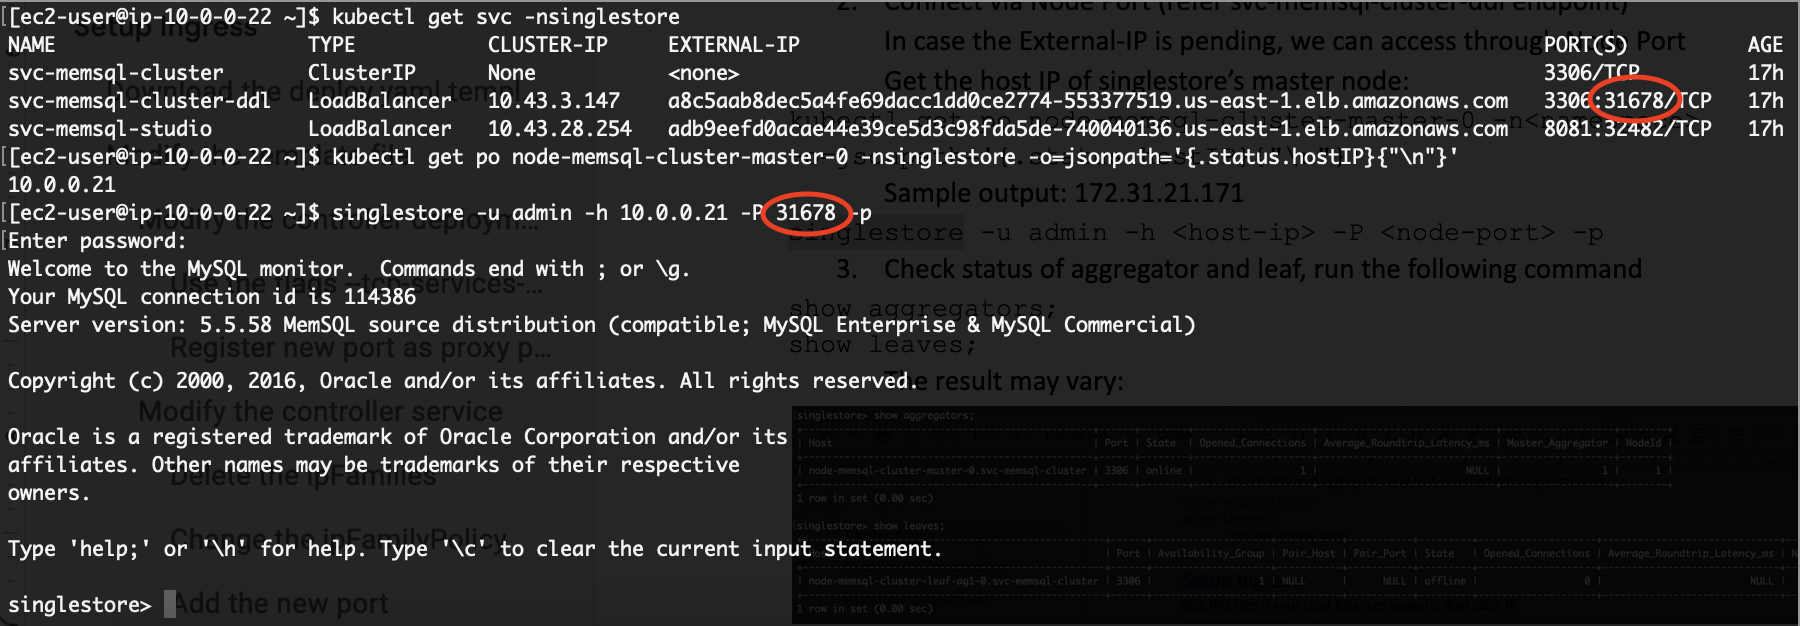 [[ec2-user@ip-10-0-0-22 ~]$ kubectl get svc -nsinglestore
NAME TYPE CLUSTER-IP EXTERNAL-IP PORT(S) AGE
svc-memsql-cluster ClusterIP None <none> 3306/TCP 17h
svc-memsql-cluster-ddl LoadBalancer 10.43.3.147 a8c5aab8dec5a4fe69dacc1dd0ce2774-553377519.us-east-1.elb.amazonaws.com 3306:31678/TCP 17h
svc-memsql-studio LoadBalancer 10.43.28.254 adb9eefd0acae44e39ce5d3c98fda5de-740040136.us-east-1.elb.amazonaws.com 8081:32482/TCP 17h
[[ec2-user@ip-10-0-0-22 ~]$ kubectl get po node-memsql-cluster-master-0 -nsinglestore -o=jsonpath='{.status.hostIP}{"\n"}'
10.0.0.21
[[ec2-user@ip-10-0-0-22 ~]$ singlestore -u admin -h 10.0.0.21 -P 31678 -p
[Enter password:
Welcome to the MySQL monitor.  Commands end with ; or \g.
Your MySQL connection id is 114386
Server version: 5.5.58 MemSQL source distribution (compatible; MySQL Enterprise & MySQL Commercial)
Copyright (c) 2000, 2016, Oracle and/or its affiliates. All rights reserved.
Oracle is a registered trademark of Oracle Corporation and/or its
affiliates. Other names may be trademarks of their respective
owners.
Type 'help;' or '\h' for help. Type '\c' to clear the current input statement.
singlestore>
Setup Ingress
Download the deploy.yaml templ
Modify the template file
Modify the controller deploym...
Use the flags --tcp-services-...
Register new port as proxy p...
Modify the controller service
Delete the ipFamilies
Change the ipFamilyPolicy
Add the new port
2. Connect via Node Port (refer svc-memsql-cluster-ddl endpoint)
In case the External-IP is pending, we can access through Node Port
Get the host IP of singlestore's master node:
kubectl get po node-memsql-cluster-master-0 -n<
Sample output: 172.31.21.171
singlestore -u admin -h <host-ip> -P <node-port> -p
3. Check status of aggregator and leaf, run the following command
show aggregators;
show leaves;
The result may vary:
[singlestore> show aggregators;
| Host | Port | State | Opened_Connections | Average_Roundtrip_Latency_ms | Master_Aggregator | NodeId |
| node-memsql-cluster-master-0.svc-memsql-cluster | 3306 | online | 1 | NULL | 1 | 1 |
1 row in set (0.00 sec)
[singlestore> show leaves;
| Host | Port | Availability_Group | Pair_Host | Pair_Port | State | Opened_Connections | Average_Roundtrip_Latency_ms | N
| node-memsql-cluster-leaf-ag1-0.svc-memsql-cluster | 3306 | 1 | NULL | NULL | offline | 0 | NULL |
1 row in set (0.00 sec)